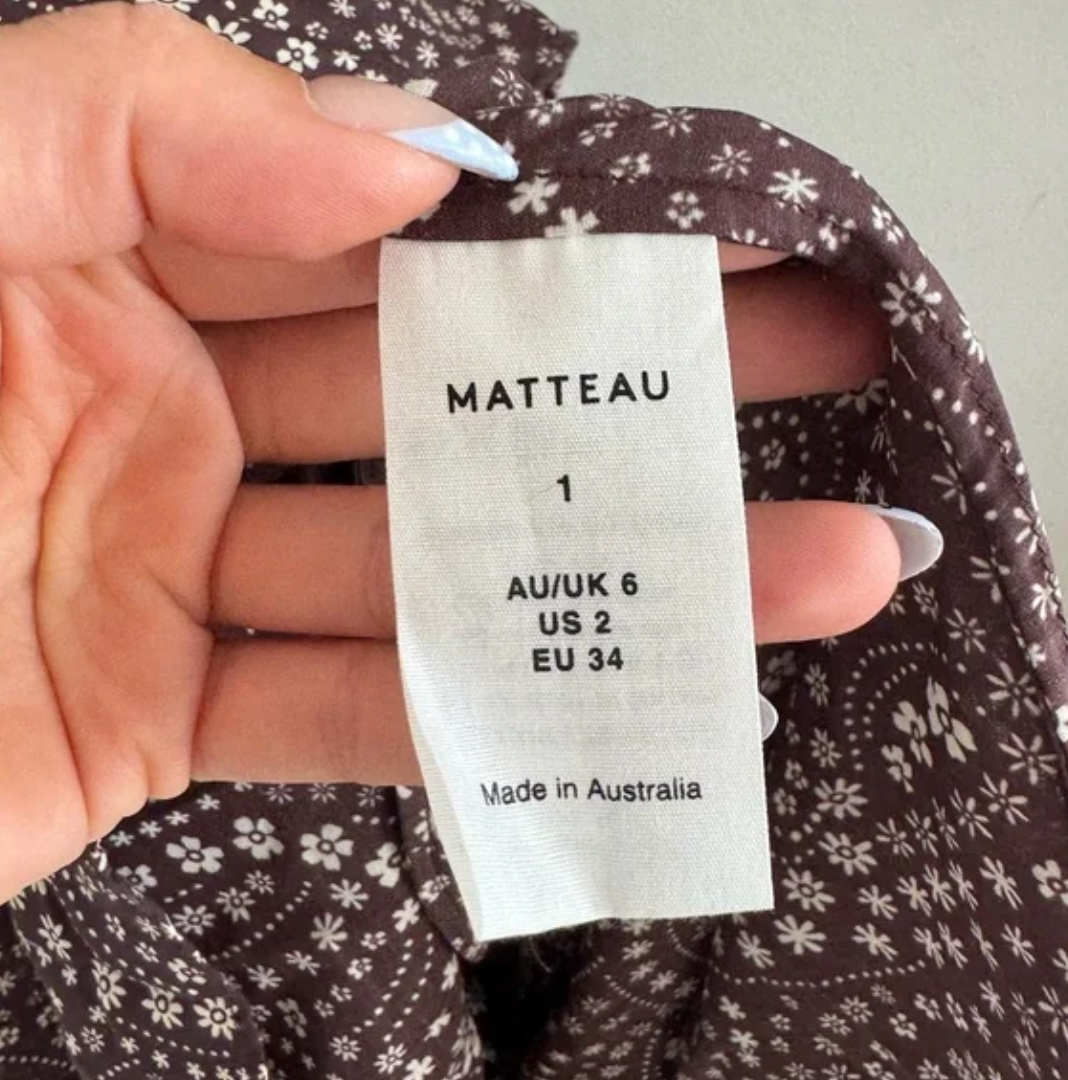 MATTEAU
1
AU/UK 6
US 2
EU 34
Made in Australia